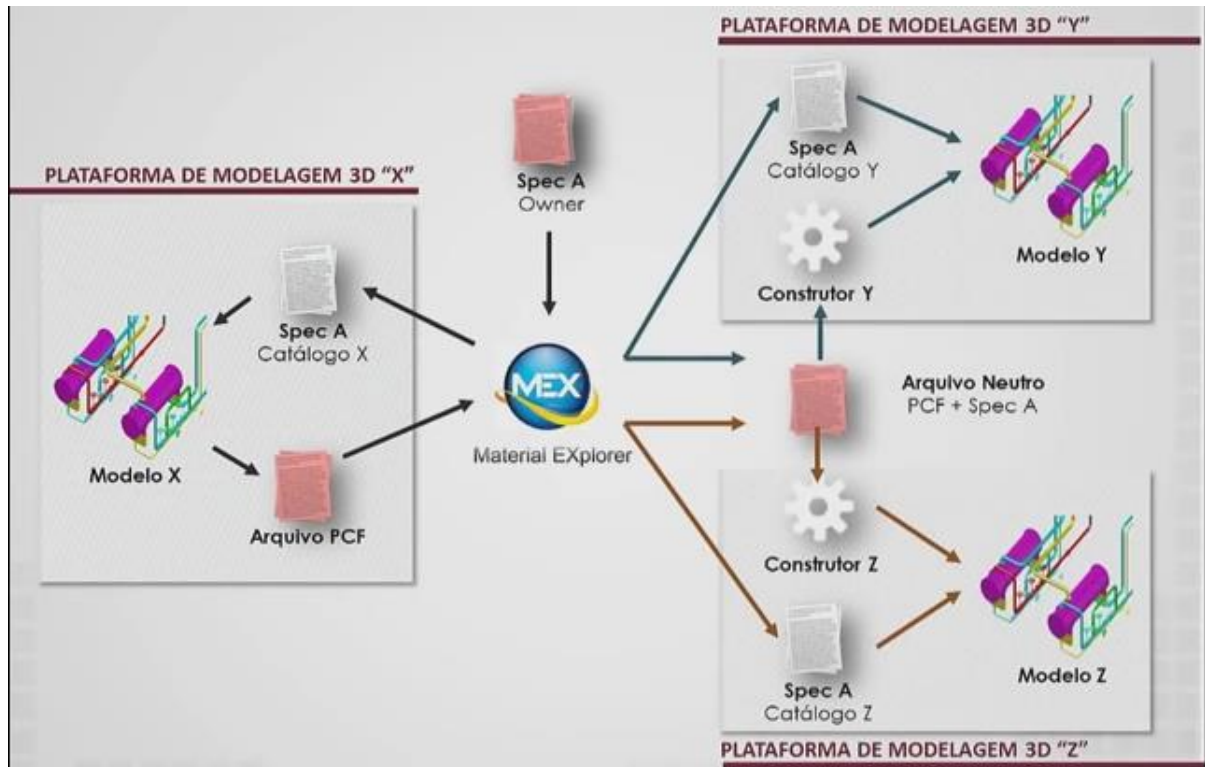 PLATAFORMA DE MODELAGEM 3D “Y”
Spec A
Owner
Spec A
Catálogo Y
Construtor Y
Modelo Y
PLATAFORMA DE MODELAGEM 3D “X”
Spec A
Catálogo X
Modelo X
Arquivo PCF
MEX
Material EXplorer
Arquivo Neutro
PCF + Spec A
Construtor Z
Spec A
Catálogo Z
Modelo Z
PLATAFORMA DE MODELAGEM 3D “Z”